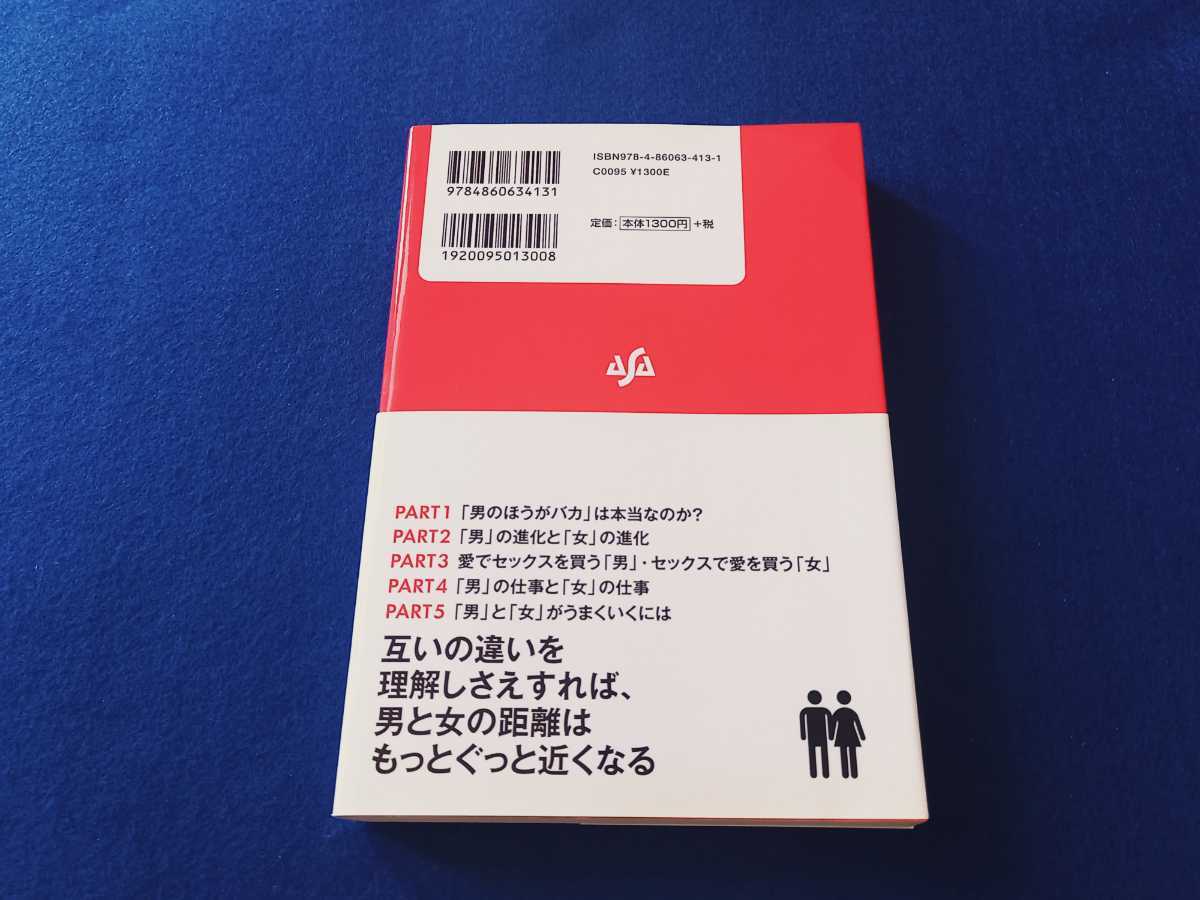 ISBN978-4-86063-413-1
C0095 ¥1300E
9784860634131
定価：本体1300円+税
1920095013008
ASA
PART1 「男のほうがバカ」は本当なのか?
PART2 「男」の進化と「女」の進化
PART3 愛でセックスを買う「男」・セックスで愛を買う「女」
PART4 「男」の仕事と「女」の仕事
PART5 「男」と「女」がうまくいくには
互いの違いを
理解しさえすれば、
男と女の距離は
もっとぐっと近くなる